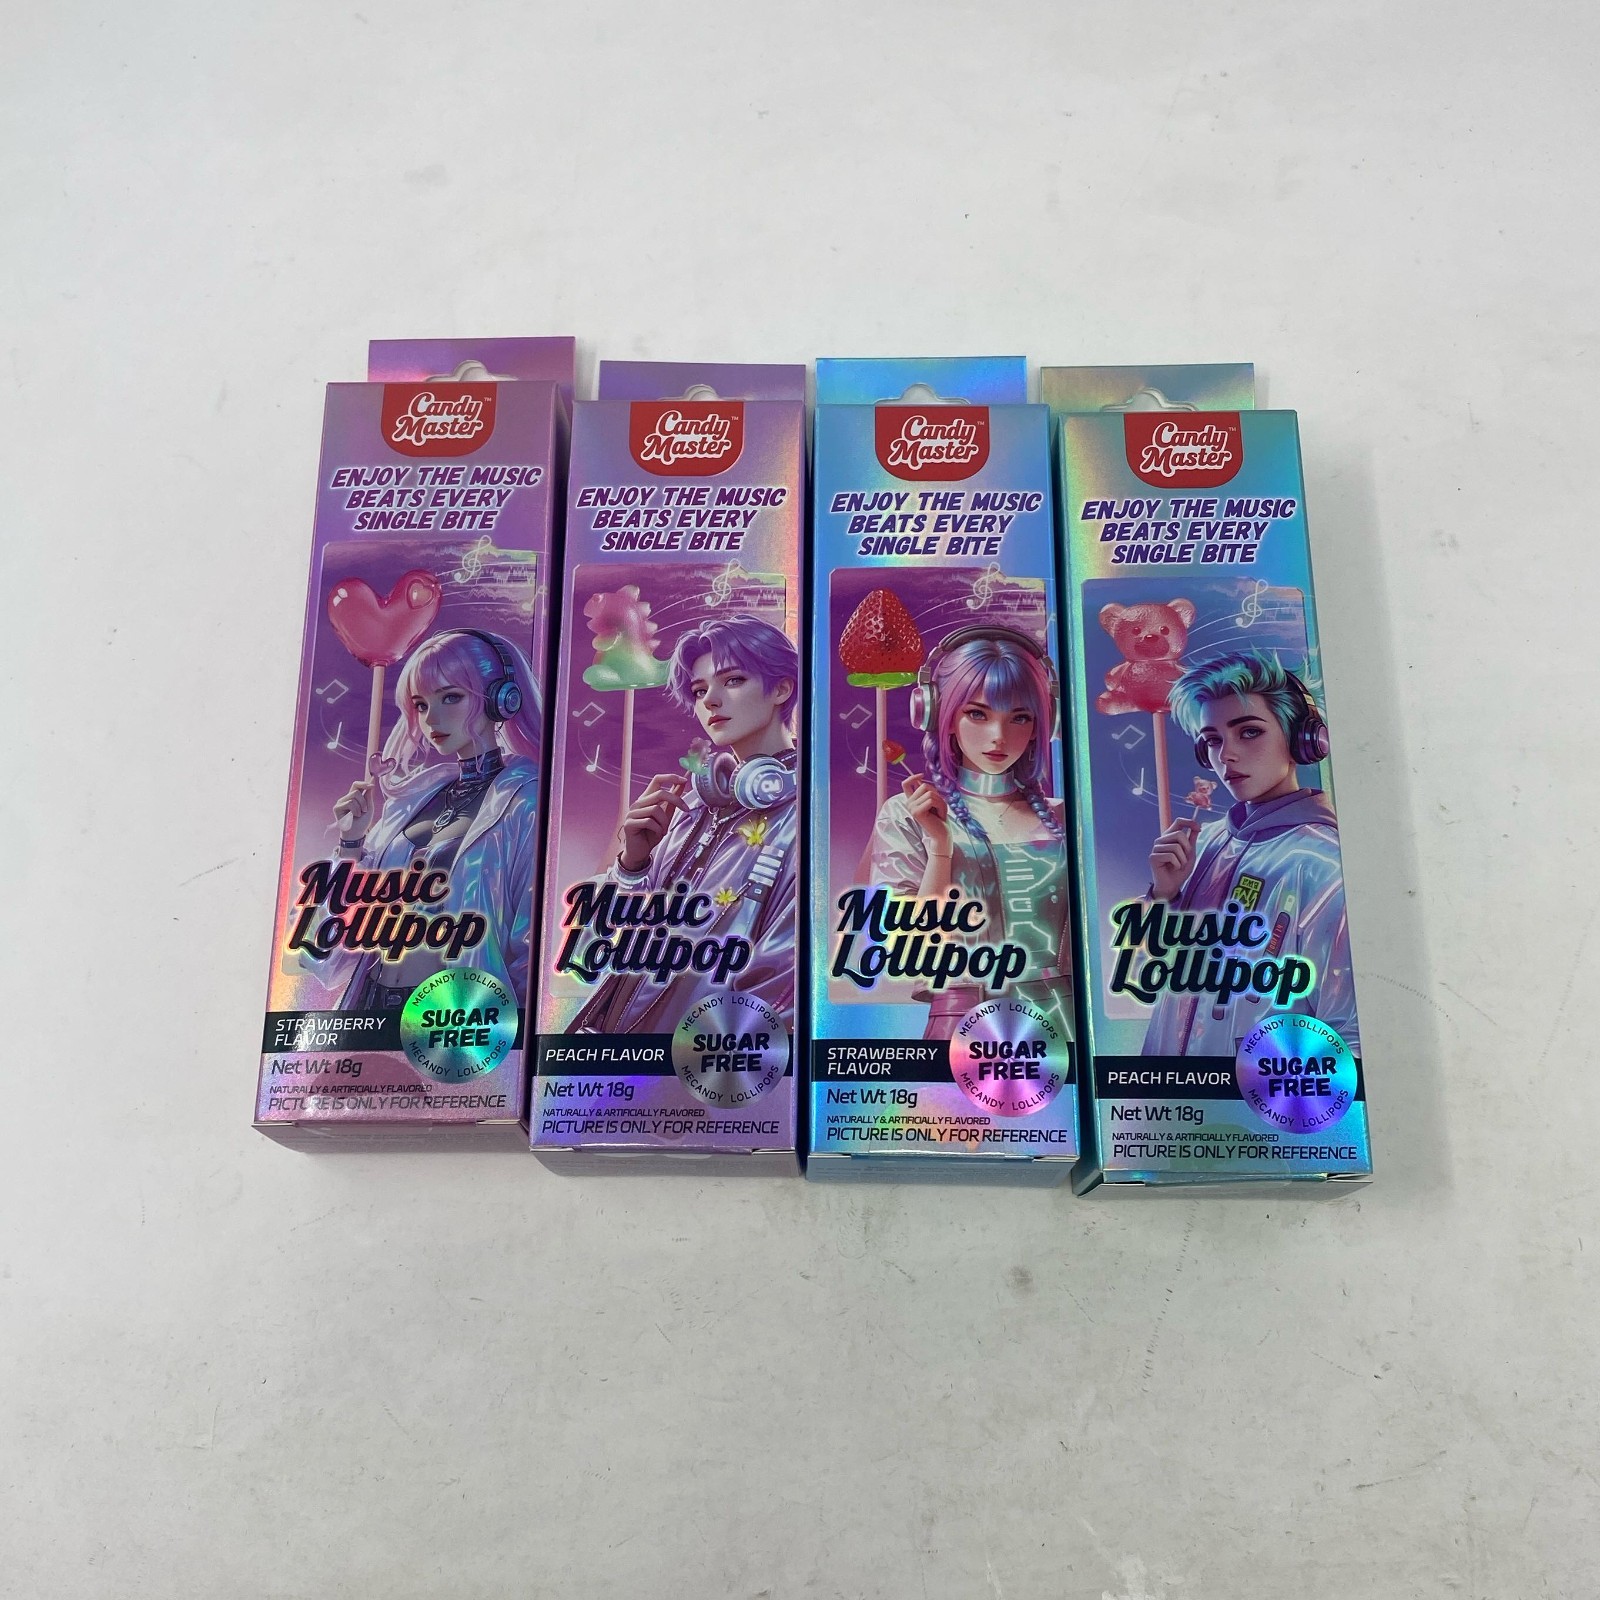 Candy
Master™
ENJOY THE MUSIC
BEATS EVERY
SINGLE BITE
Music
Lollipop
STRAWBERRY
FLAVOR
MECANDY LOLLIPOPS
SUGAR
FREE
MECANDY LOLLIPOPS
Net Wt 18g
NATURALLY & ARTIFICIALLY FLAVORED
PICTURE IS ONLY FOR REFERENCE
Candy
Master™
ENJOY THE MUSIC
BEATS EVERY
SINGLE BITE
Music
Lollipop
PEACH FLAVOR
MECANDY LOLLIPOPS
SUGAR
FREE
MECANDY LOLLIPOPS
Net Wt 18g
NATURALLY & ARTIFICIALLY FLAVORED
PICTURE IS ONLY FOR REFERENCE
Candy
Master™
ENJOY THE MUSIC
BEATS EVERY
SINGLE BITE
Music
Lollipop
STRAWBERRY
FLAVOR
MECANDY LOLLIPOPS
SUGAR
FREE
MECANDY LOLLIPOPS
Net Wt 18g
NATURALLY & ARTIFICIALLY FLAVORED
PICTURE IS ONLY FOR REFERENCE
Candy
Master™
ENJOY THE MUSIC
BEATS EVERY
SINGLE BITE
Music
Lollipop
PEACH FLAVOR
MECANDY LOLLIPOPS
SUGAR
FREE
MECANDY LOLLIPOPS
Net Wt 18g
NATURALLY & ARTIFICIALLY FLAVORED
PICTURE IS ONLY FOR REFERENCE